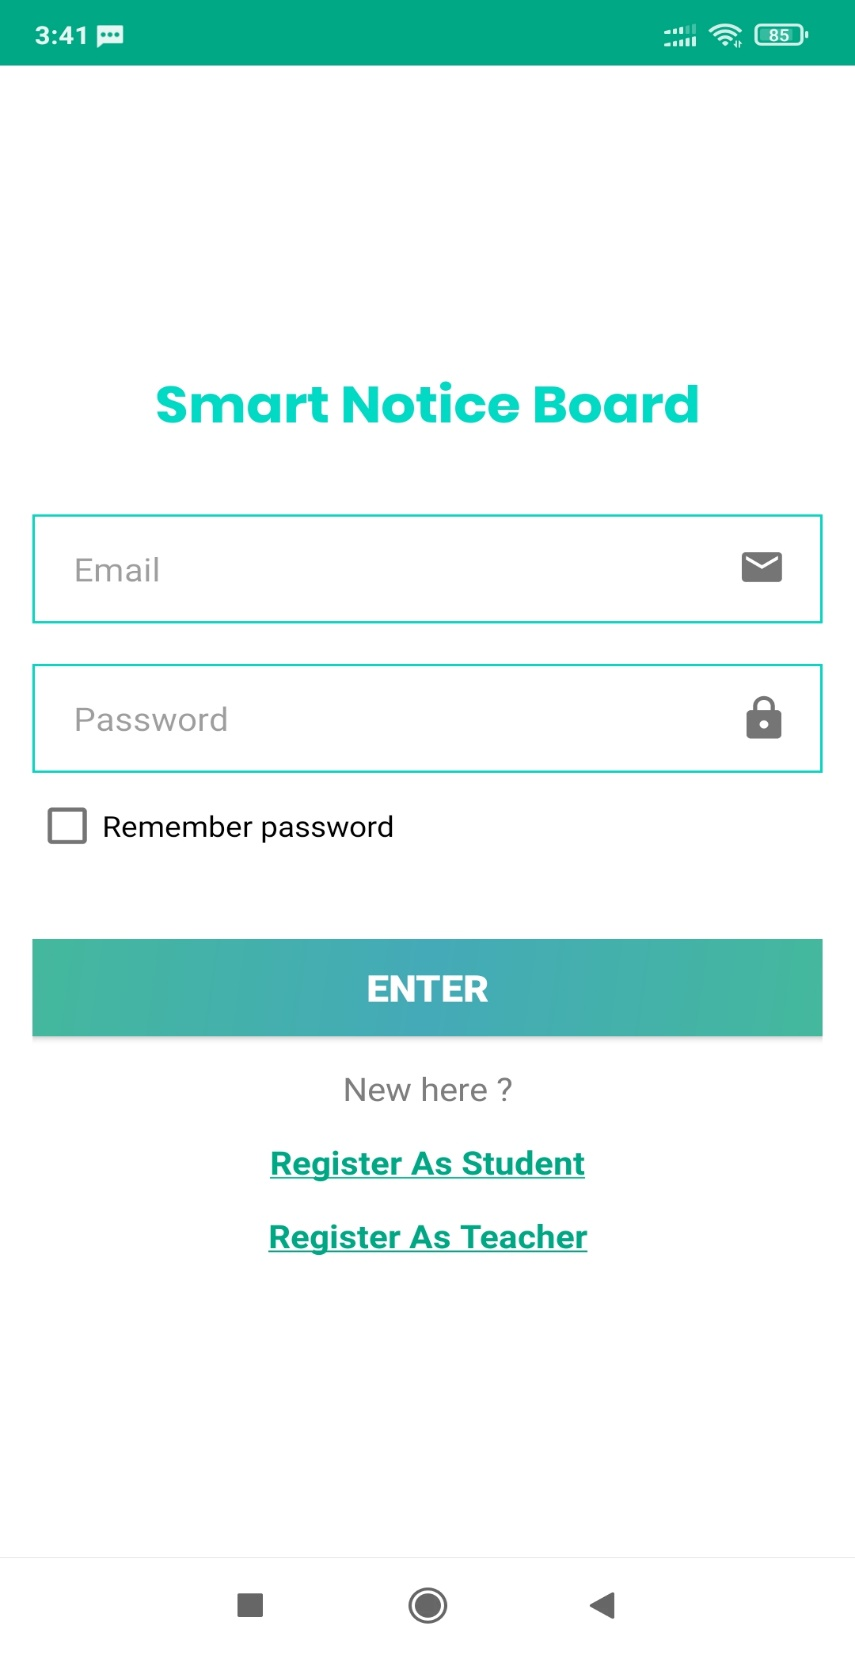 3:41
85
Smart Notice Board
Email
Password
Remember password
ENTER
New here ?
Register As Student
Register As Teacher